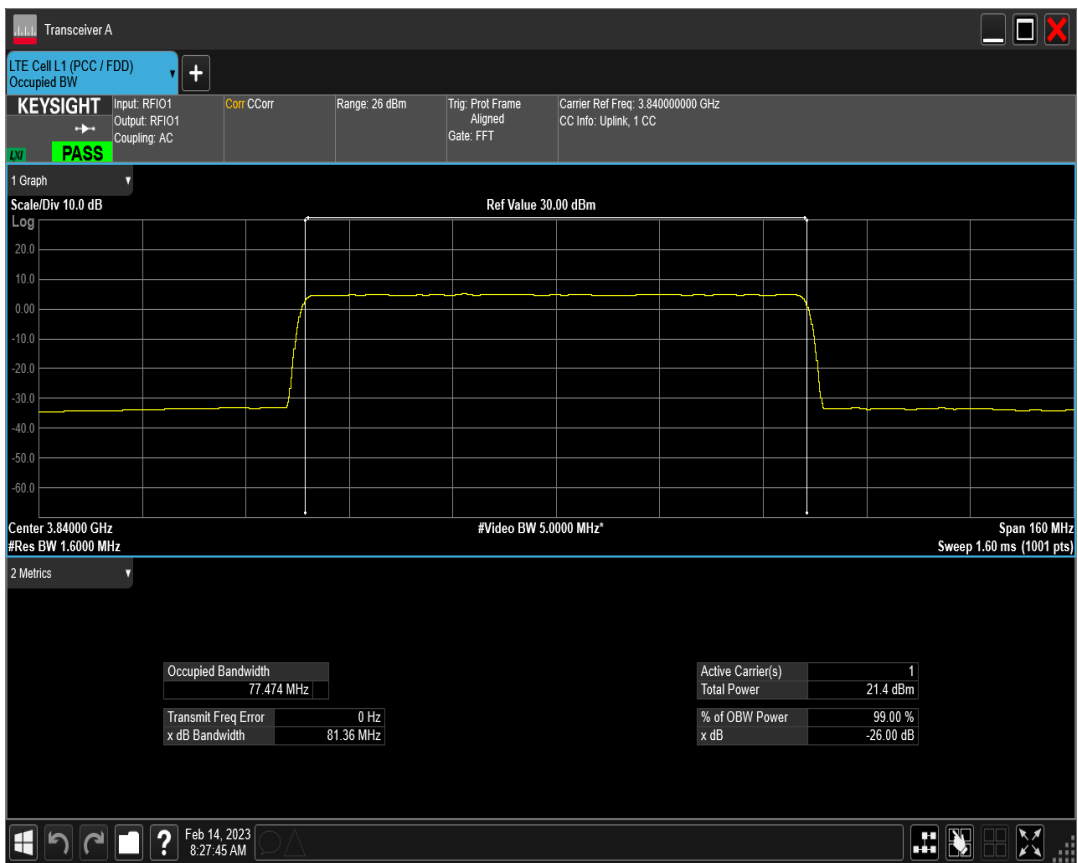 Transceiver A
LTE Cell L1 (PCC / FDD)
Occupied BW
+
KEYSIGHT
LXI
PASS
Input: RFIO1
Output: RFIO1
Coupling: AC
Corr CCorr
Range: 26 dBm
Trig: Prot Frame
Aligned
Gate: FFT
Carrier Ref Freq: 3.840000000 GHz
CC Info: Uplink, 1 CC
1 Graph
Scale/Div 10.0 dB
Ref Value 30.00 dBm
Log
20.0
10.0
0.00
-10.0
-20.0
-30.0
-40.0
-50.0
-60.0
Center 3.84000 GHz
#Video BW 5.0000 MHz*
Span 160 MHz
#Res BW 1.6000 MHz
Sweep 1.60 ms (1001 pts)
2 Metrics
Occupied Bandwidth
77.474 MHz
Transmit Freq Error 0 Hz
x dB Bandwidth 81.36 MHz
Active Carrier(s) 1
Total Power 21.4 dBm
% of OBW Power 99.00 %
x dB -26.00 dB
?
Feb 14, 2023
8:27:45 AM